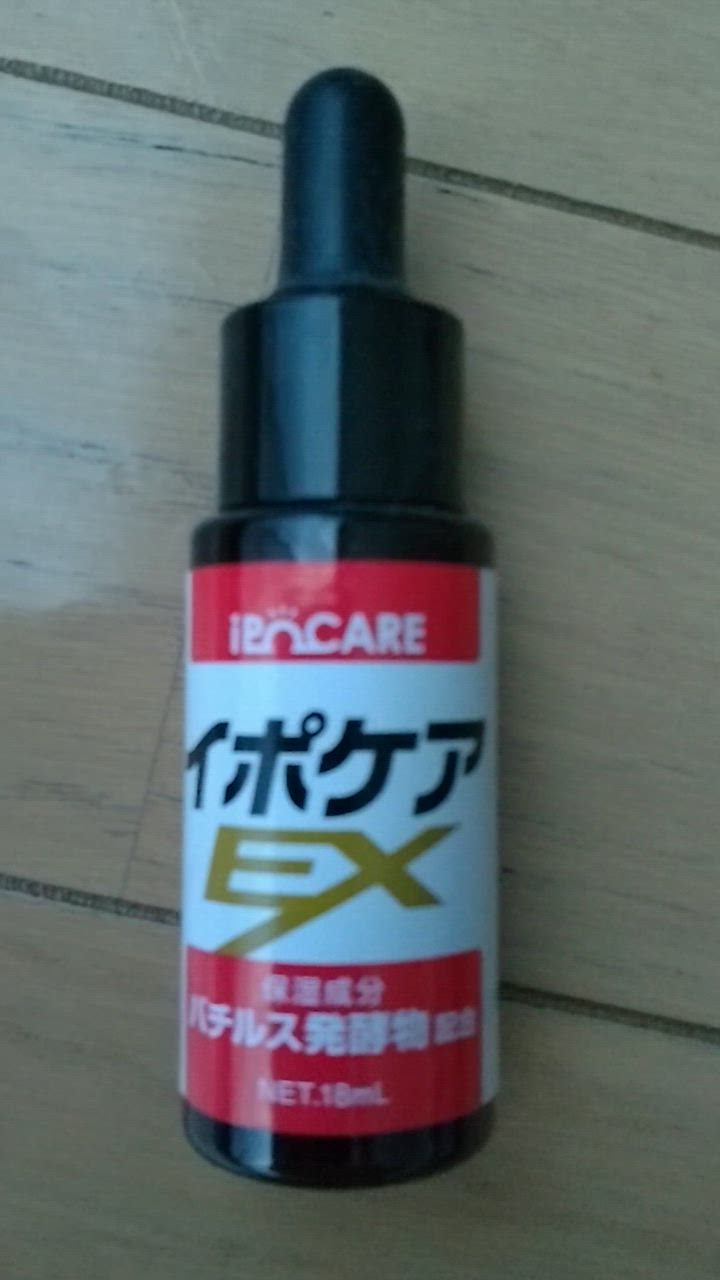 iPOCARE
イポケア
EX
保湿成分
バチルス発酵物 配合
NET.18mL